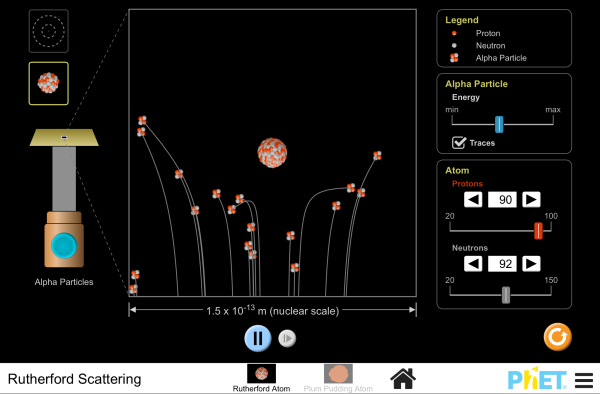 Legend
Proton
Neutron
Alpha Particle
Alpha Particle
Energy
min max
Traces
Atom
Protons
90
20 100
Neutrons
92
20 150
Alpha Particles
1.5 x 10-13 m (nuclear scale)
Rutherford Scattering
Rutherford Atom
Plum Pudding Atom
PhET